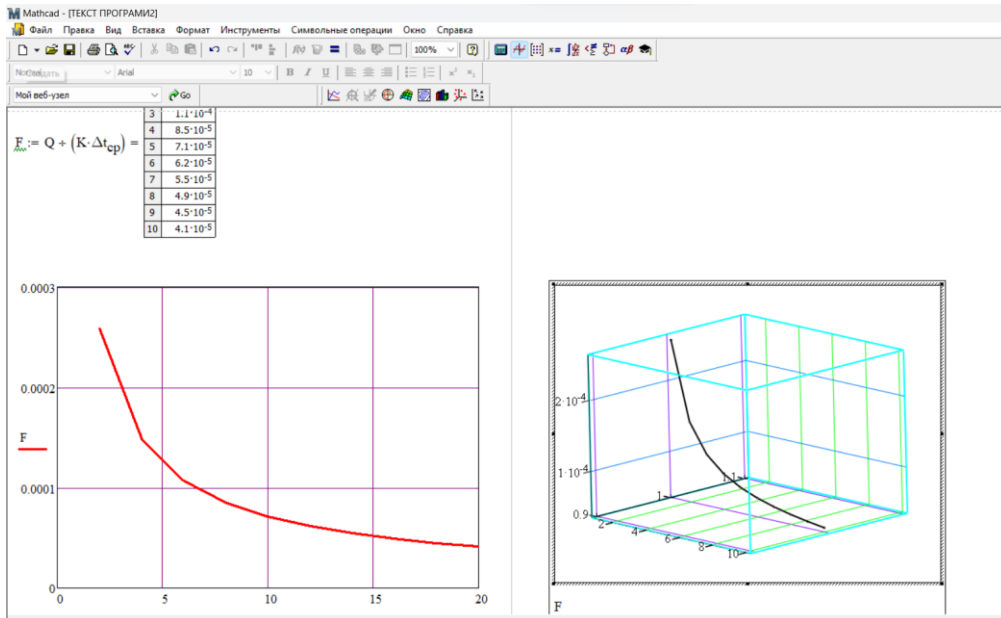 Mathcad - [ТЕКСТ ПРОГРАМИ2]
Файл Правка Вид Вставка Формат Инструменты Символьные операции Окно Справка
100%
Normal Arial 10 B I U
Мой веб-узел Go
3 1.1·10-4
4 8.5·10-5
F := Q ÷ (K·Δtcp) = 5 7.1·10-5
6 6.2·10-5
7 5.5·10-5
8 4.9·10-5
9 4.5·10-5
10 4.1·10-5
0.0003
0.0002
F
0.0001
0
0 5 10 15 20
2·10-4
1·10-4
1.1
1
0.9
2 4 6 8 10
F